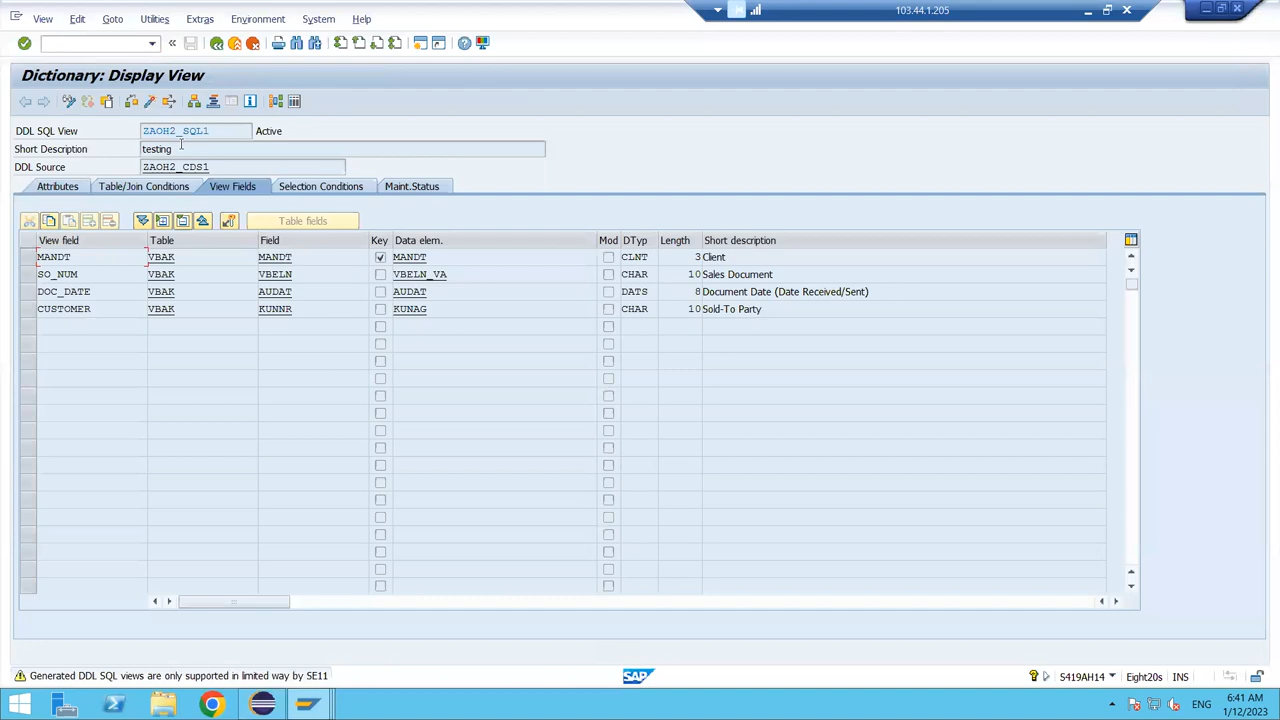 View Edit Goto Utilities Extras Environment System Help
103.44.1.205
Dictionary: Display View
DDL SQL View ZAOH2_SQL1 Active
Short Description testing
DDL Source ZAOH2_CDS1
Attributes Table/Join Conditions View Fields Selection Conditions Maint.Status
Table fields
View field Table Field Key Data elem. Mod DTyp Length Short description
MANDT VBAK MANDT MANDT CLNT 3 Client
SO_NUM VBAK VBELN VBELN_VA CHAR 10 Sales Document
DOC_DATE VBAK AUDAT AUDAT DATS 8 Document Date (Date Received/Sent)
CUSTOMER VBAK KUNNR KUNAG CHAR 10 Sold-To Party
Generated DDL SQL views are only supported in limited way by SE11
SAP
S419AH14 Eight20s INS
ENG
6:41 AM
1/12/2023